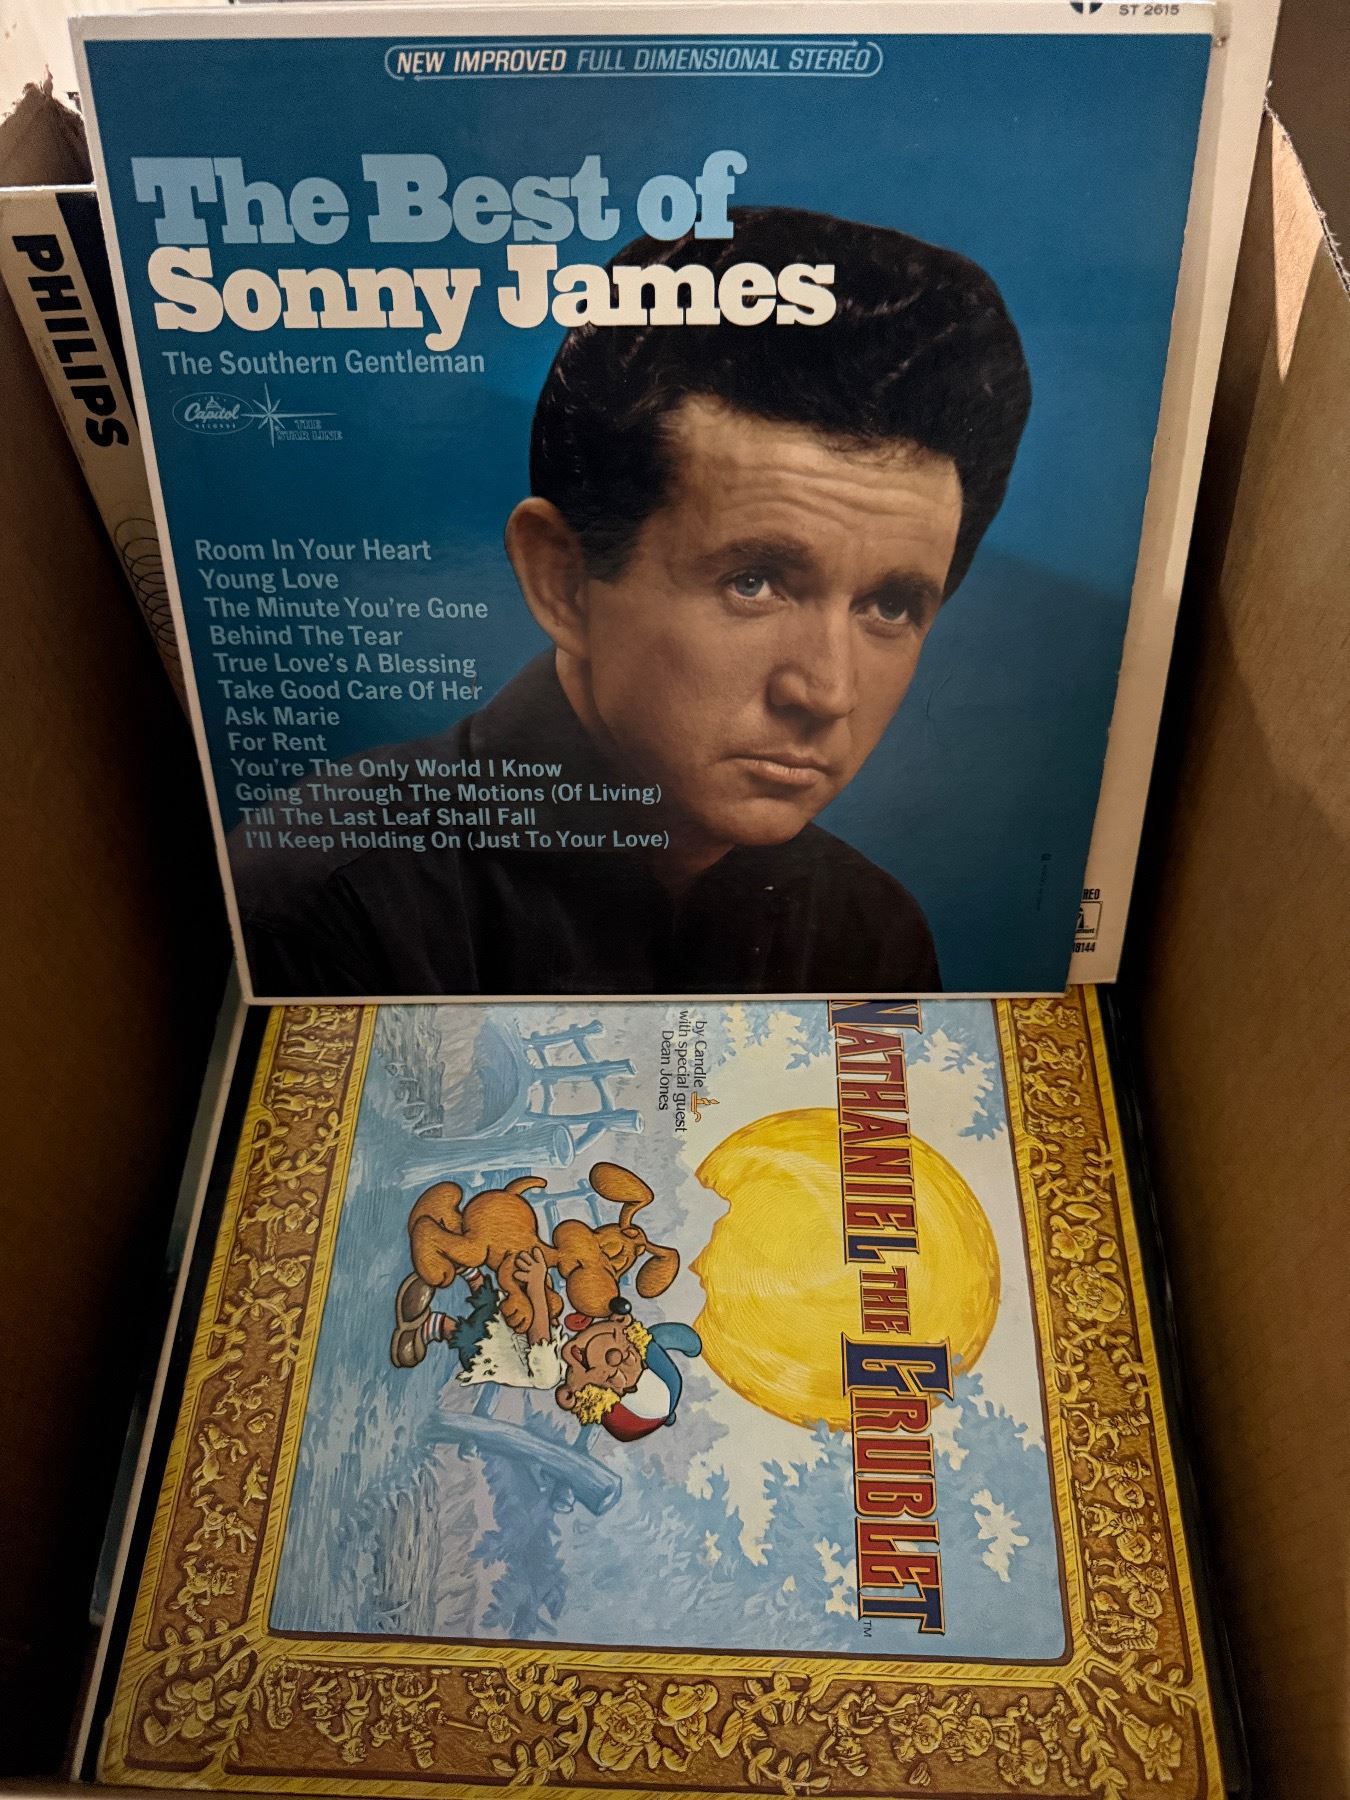 ST 2615
NEW IMPROVED FULL DIMENSIONAL STEREO
The Best of
Sonny James
The Southern Gentleman
Capitol
RECORDS
THE
STAR LINE
PHILIPS
Room In Your Heart
Young Love
The Minute You're Gone
Behind The Tear
True Love's A Blessing
Take Good Care Of Her
Ask Marie
For Rent
You're The Only World I Know
Going Through The Motions (Of Living)
Till The Last Leaf Shall Fall
I'll Keep Holding On (Just To Your Love)
NATHANIEL THE GRUBLET™
by Candle
with special guest
Dean Jones